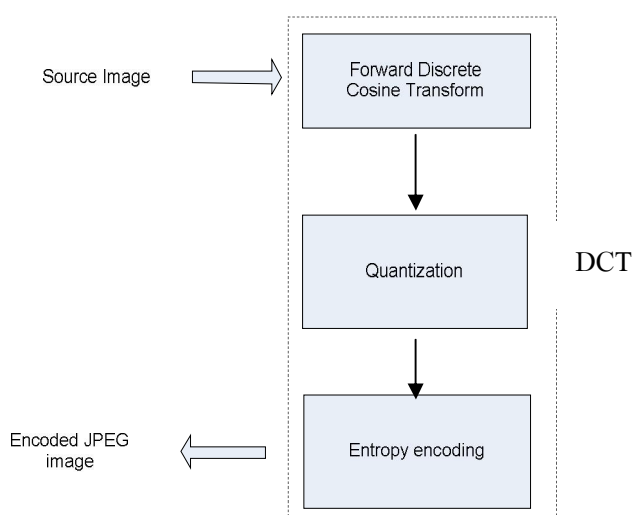 Source Image
Forward Discrete
Cosine Transform
Quantization
DCT
Encoded JPEG
image
Entropy encoding